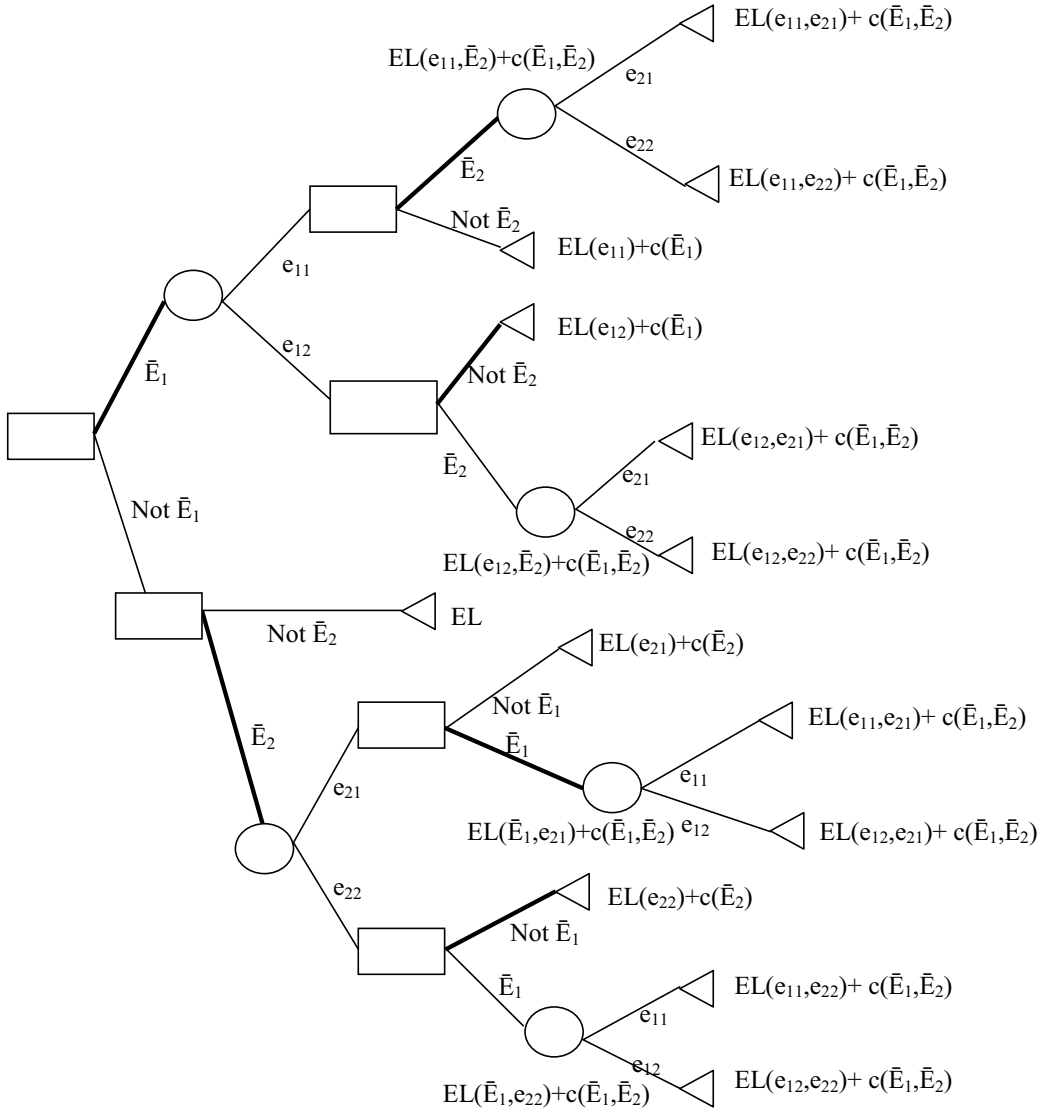 EL(e₁₁,e₂₁)+ c(Ē₁,Ē₂)
EL(e₁₁,Ē₂)+c(Ē₁,Ē₂)
e₂₁
e₂₂
Ē₂
EL(e₁₁,e₂₂)+ c(Ē₁,Ē₂)
Not Ē₂
EL(e₁₁)+c(Ē₁)
e₁₁
EL(e₁₂)+c(Ē₁)
e₁₂
Ē₁
Not Ē₂
EL(e₁₂,e₂₁)+ c(Ē₁,Ē₂)
Ē₂
e₂₁
Not Ē₁
e₂₂
EL(e₁₂,e₂₂)+ c(Ē₁,Ē₂)
EL(e₁₂,Ē₂)+c(Ē₁,Ē₂)
EL
Not Ē₂
EL(e₂₁)+c(Ē₂)
Not Ē₁
EL(e₁₁,e₂₁)+ c(Ē₁,Ē₂)
Ē₂
Ē₁
e₁₁
e₂₁
EL(Ē₁,e₂₁)+c(Ē₁,Ē₂)
e₁₂
EL(e₁₂,e₂₁)+ c(Ē₁,Ē₂)
e₂₂
EL(e₂₂)+c(Ē₂)
Not Ē₁
Ē₁
EL(e₁₁,e₂₂)+ c(Ē₁,Ē₂)
e₁₁
e₁₂
EL(Ē₁,e₂₂)+c(Ē₁,Ē₂)
EL(e₁₂,e₂₂)+ c(Ē₁,Ē₂)